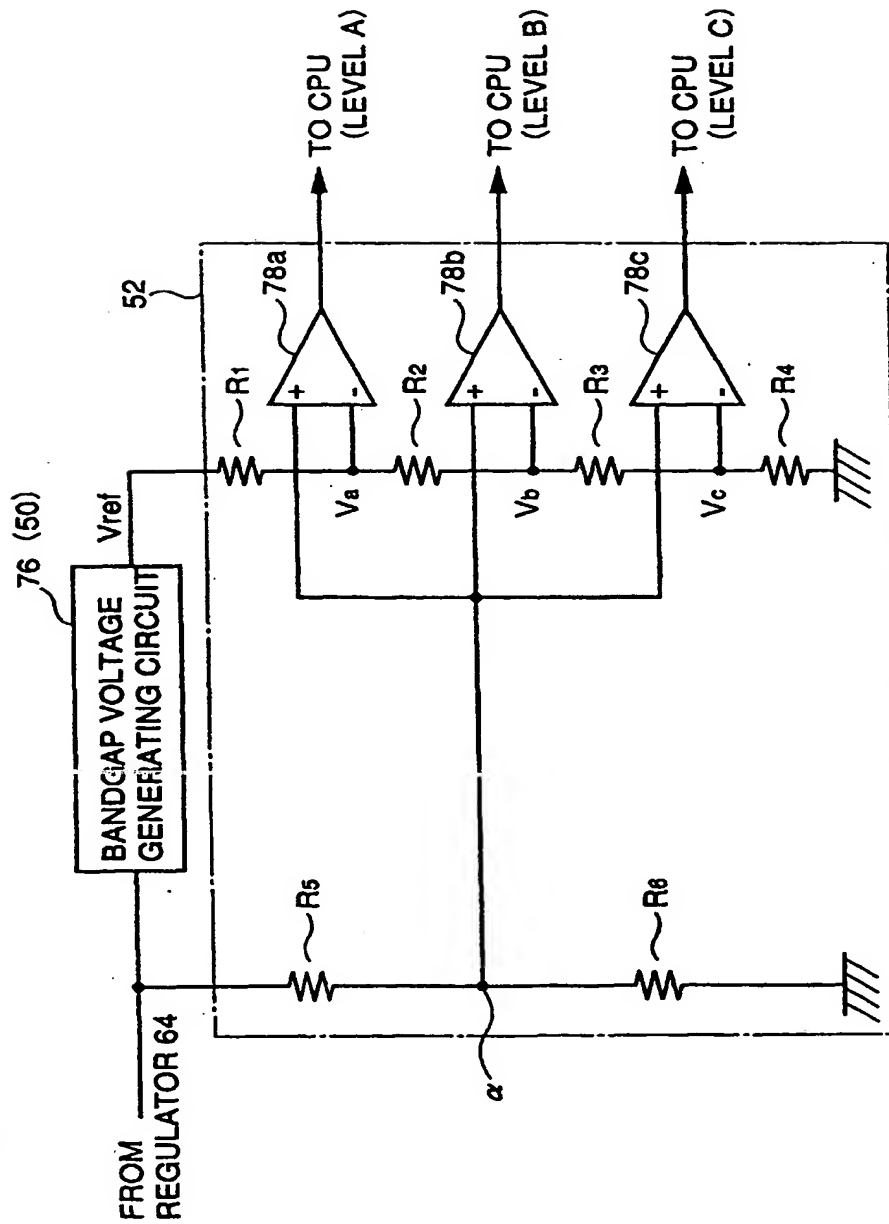 76 (50)
BANDGAP VOLTAGE
GENERATING CIRCUIT
Vref
FROM
REGULATOR 64
52
R1
78a
+
-
TO CPU
(LEVEL A)
Va
R2
78b
+
-
TO CPU
(LEVEL B)
Vb
R3
78c
+
-
TO CPU
(LEVEL C)
Vc
R4
R5
α
R6